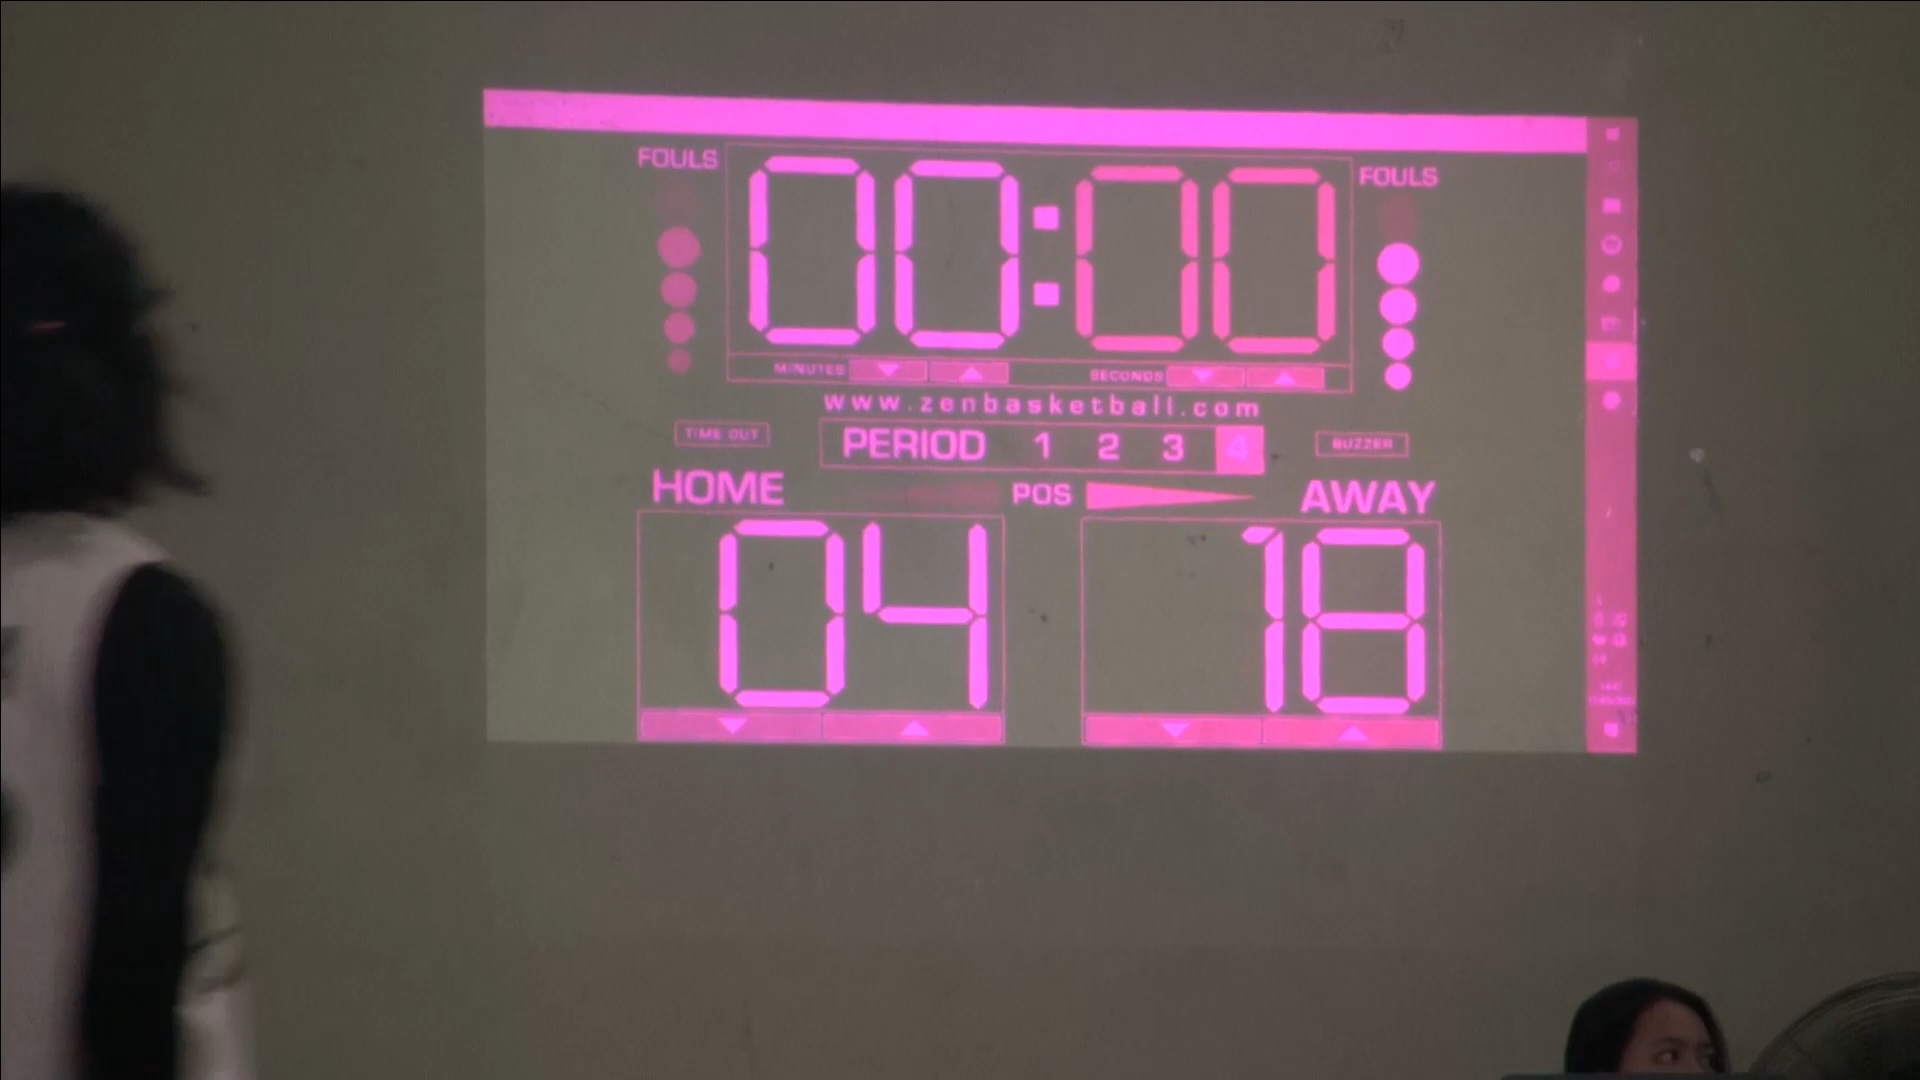 FOULS
00:00
FOULS
MINUTES
SECONDS
www.zenbasketball.com
TIME OUT
PERIOD 1 2 3 4
BUZZER
HOME
POS
AWAY
04
18